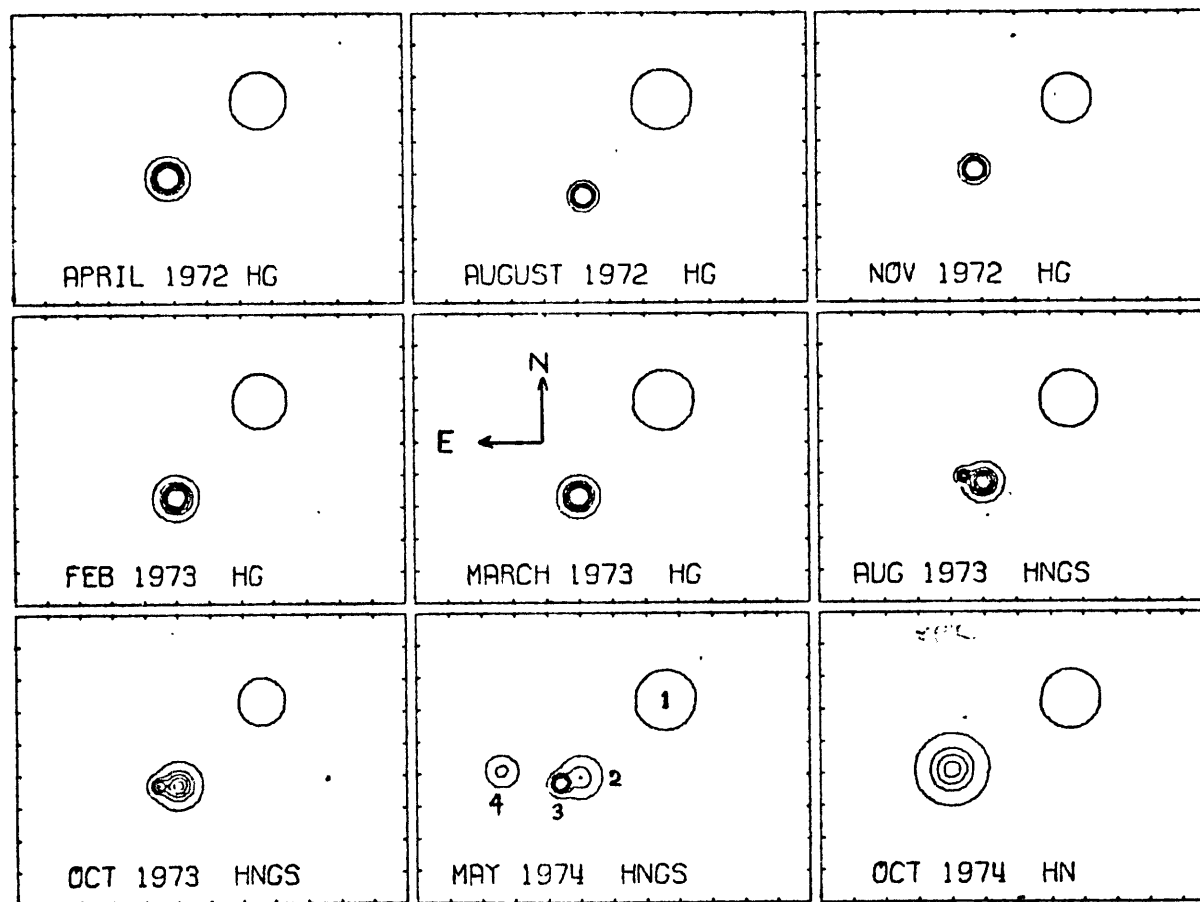 APRIL 1972 HG
AUGUST 1972 HG
NOV 1972 HG
N
E
FEB 1973 HG
MARCH 1973 HG
AUG 1973 HNGS
1
2
3
4
OCT 1973 HNGS
MAY 1974 HNGS
OCT 1974 HN